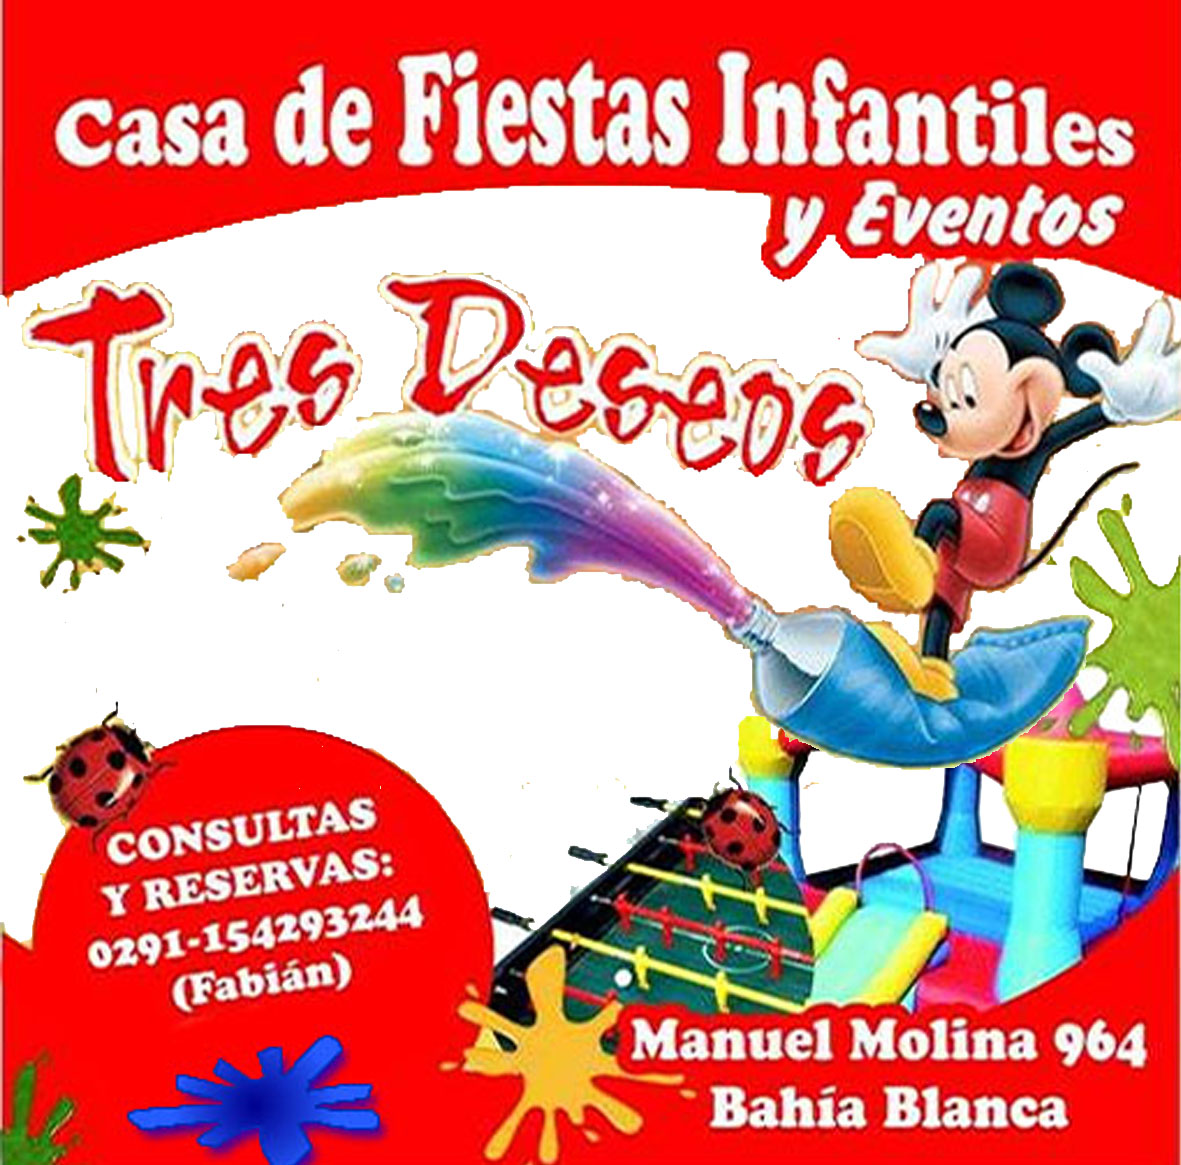 Casa de Fiestas Infantiles
y Eventos
Tres Deseos
CONSULTAS
Y RESERVAS:
0291-154293244
(Fabián)
Manuel Molina 964
Bahía Blanca